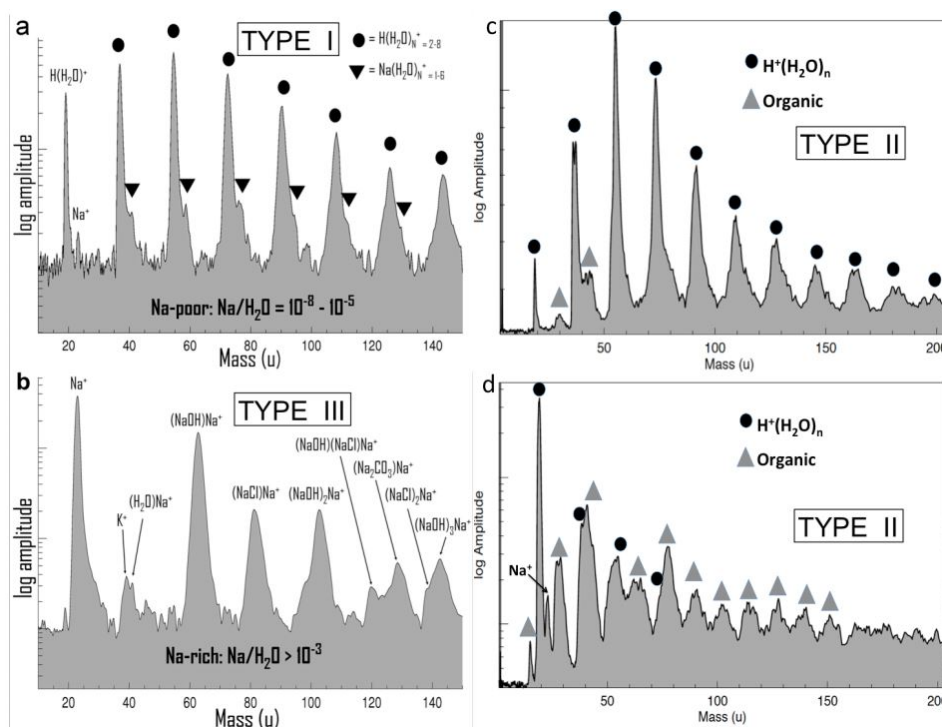 a
TYPE I
= H(H₂O)N⁺=2-8
= Na(H₂O)N⁺=1-6
H(H₂O)⁺
Na⁺
log amplitude
Na-poor: Na/H₂O = 10⁻⁸ - 10⁻⁵
20 40 60 80 100 120 140
Mass (u)
b
TYPE III
Na⁺
K⁺
(H₂O)Na⁺
(NaOH)Na⁺
(NaCl)Na⁺
(NaOH)₂Na⁺
(NaOH)(NaCl)Na⁺
(Na₂CO₃)Na⁺
(NaCl)₂Na⁺
(NaOH)₃Na⁺
log amplitude
Na-rich: Na/H₂O > 10⁻³
20 40 60 80 100 120 140
Mass (u)
c
H⁺(H₂O)n
Organic
TYPE II
log Amplitude
50 100 150 200
Mass (u)
d
H⁺(H₂O)n
Organic
TYPE II
Na⁺
log Amplitude
0 50 100 150 200
Mass (u)